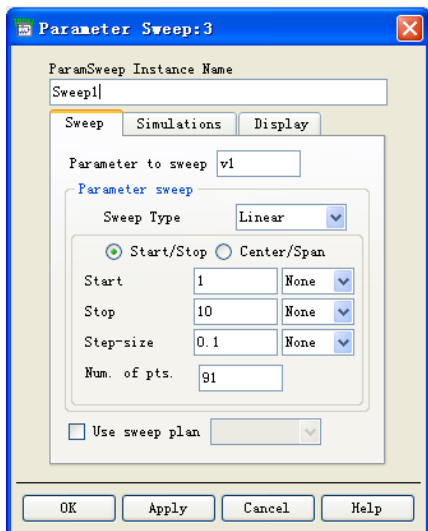 Parameter Sweep:3
ParamSweep Instance Name
Sweep1
Sweep Simulations Display
Parameter to sweep v1
Parameter sweep
Sweep Type Linear
Start/Stop Center/Span
Start 1 None
Stop 10 None
Step-size 0.1 None
Num. of pts. 91
Use sweep plan
OK Apply Cancel Help